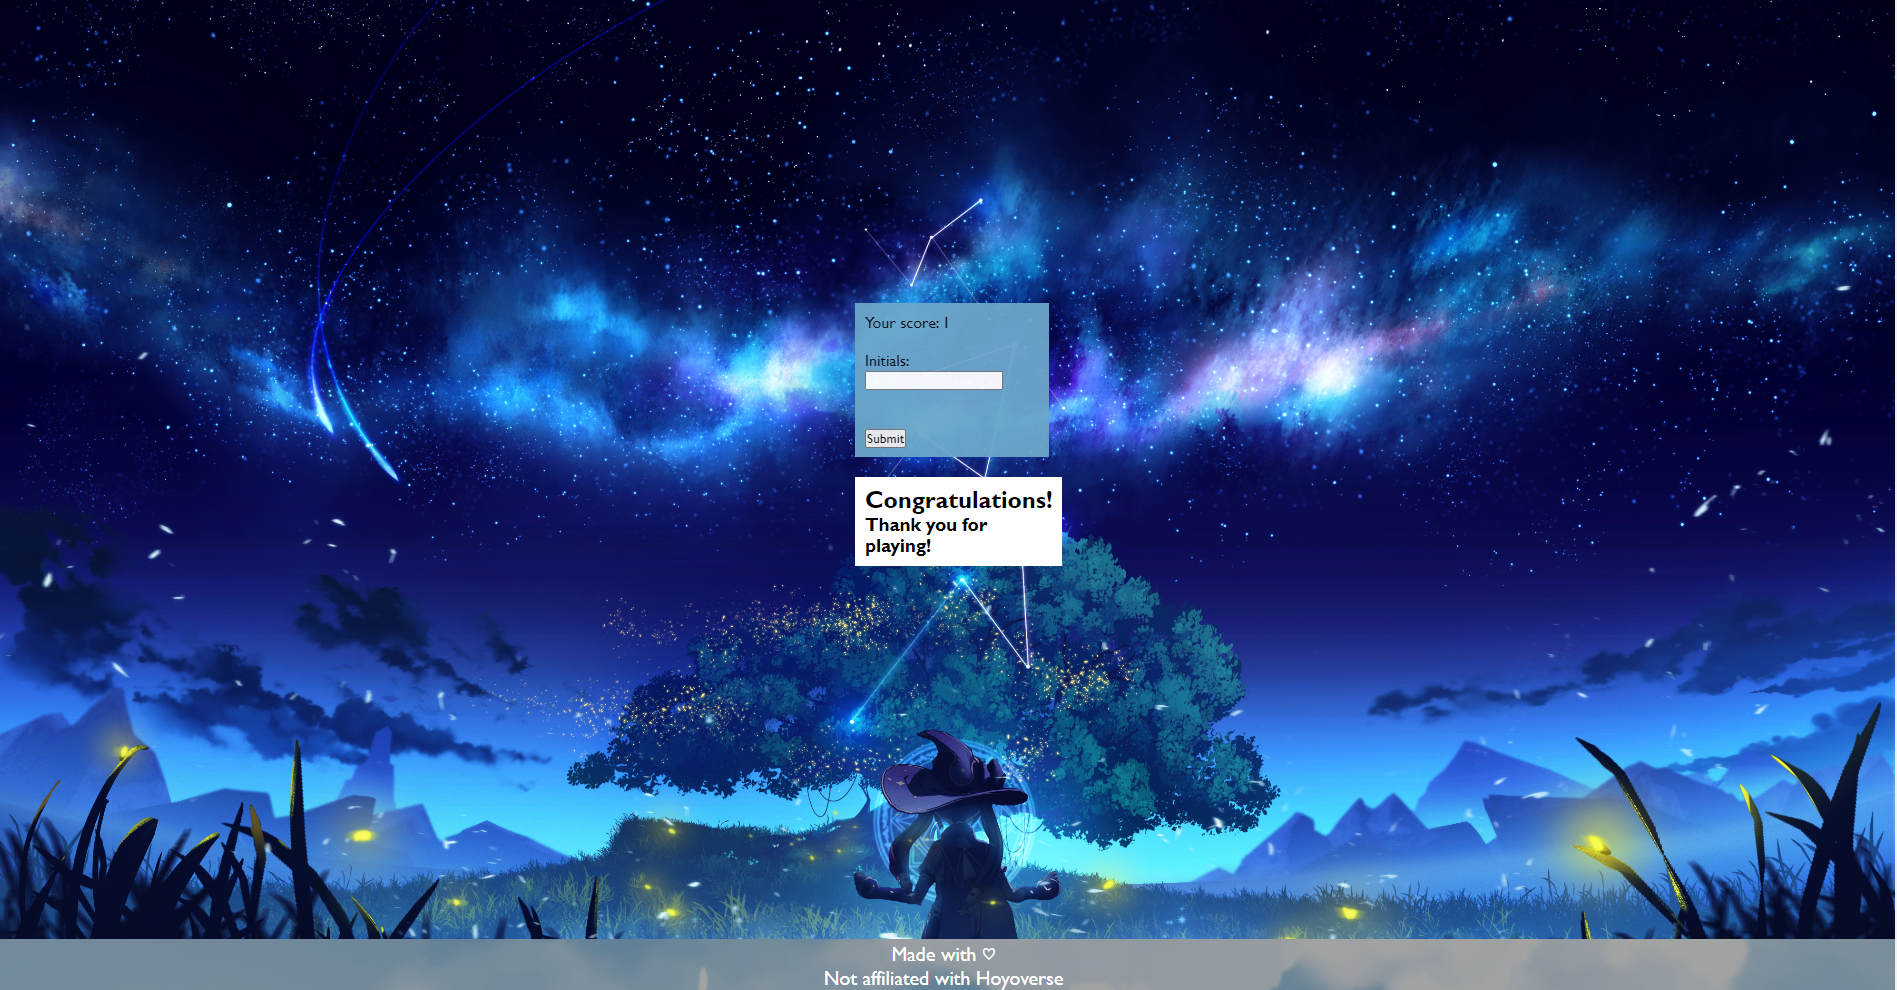 Your score: 1
Initials:
Submit
Congratulations!
Thank you for
playing!
Made with ♡
Not affiliated with Hoyoverse